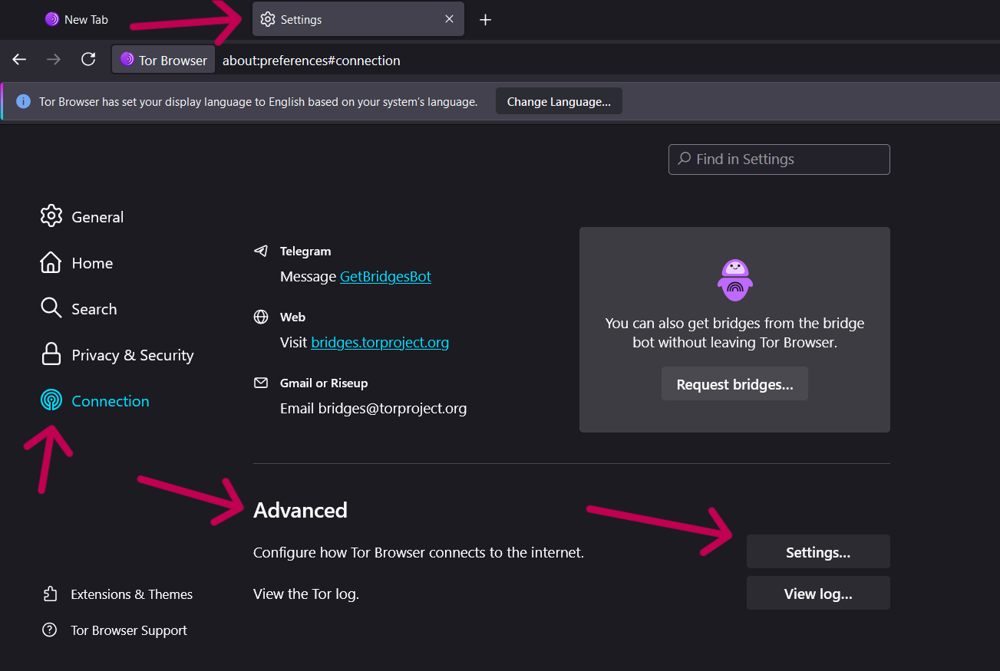 New Tab
Settings
Tor Browser
about:preferences#connection
Tor Browser has set your display language to English based on your system’s language.
Change Language...
Find in Settings
General
Home
Search
Privacy & Security
Connection
Telegram
Message GetBridgesBot
Web
Visit bridges.torproject.org
Gmail or Riseup
Email bridges@torproject.org
You can also get bridges from the bridge
bot without leaving Tor Browser.
Request bridges...
Advanced
Configure how Tor Browser connects to the internet.
Settings...
View the Tor log.
View log...
Extensions & Themes
Tor Browser Support